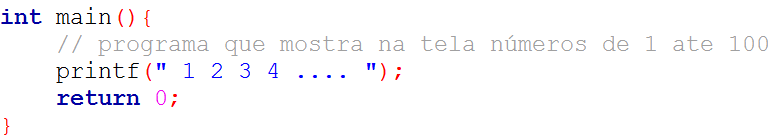 int main(){
// programa que mostra na tela números de 1 ate 100
printf(" 1 2 3 4 .... ");
return 0;
}